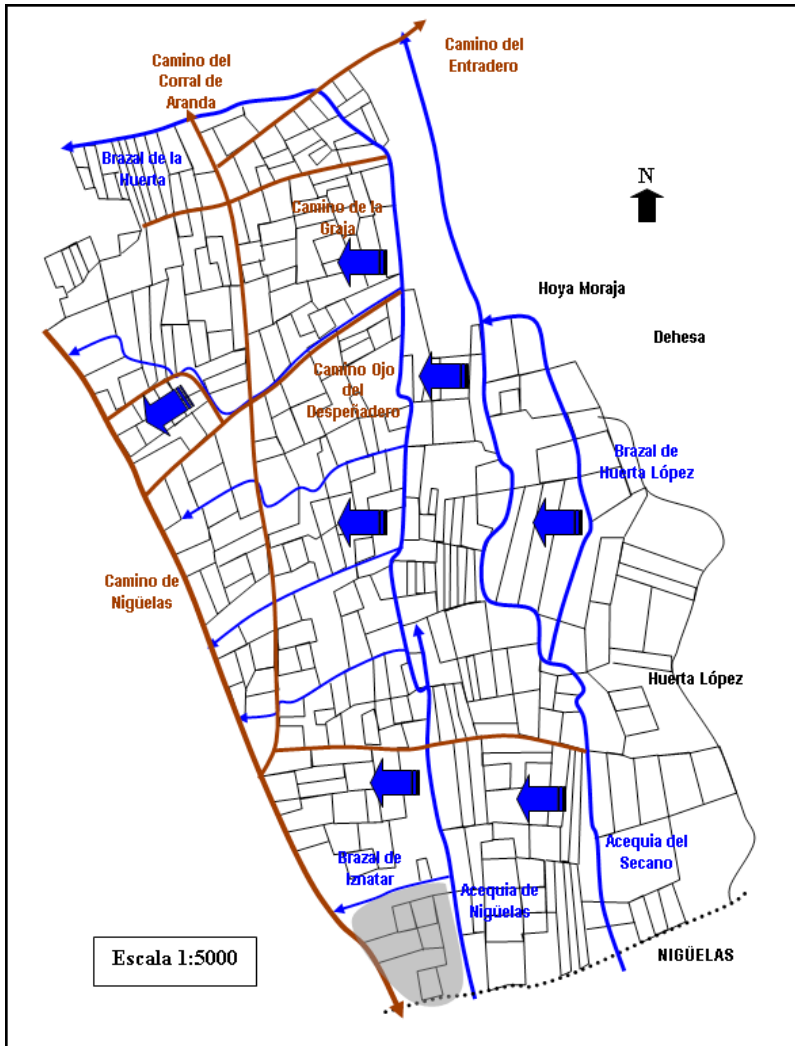 Camino del
Entradero
Camino del
Corral de
Aranda
Brazal de la
Huerta
N
Camino de la
Graja
Hoya Moraja
Dehesa
Camino Ojo
del
Despeñadero
Brazal de
Huerta López
Camino de
Nigüelas
Huerta López
Acequia del
Secano
Brazal de
Iznatar
Acequia de
Nigüelas
NIGÜELAS
Escala 1:5000